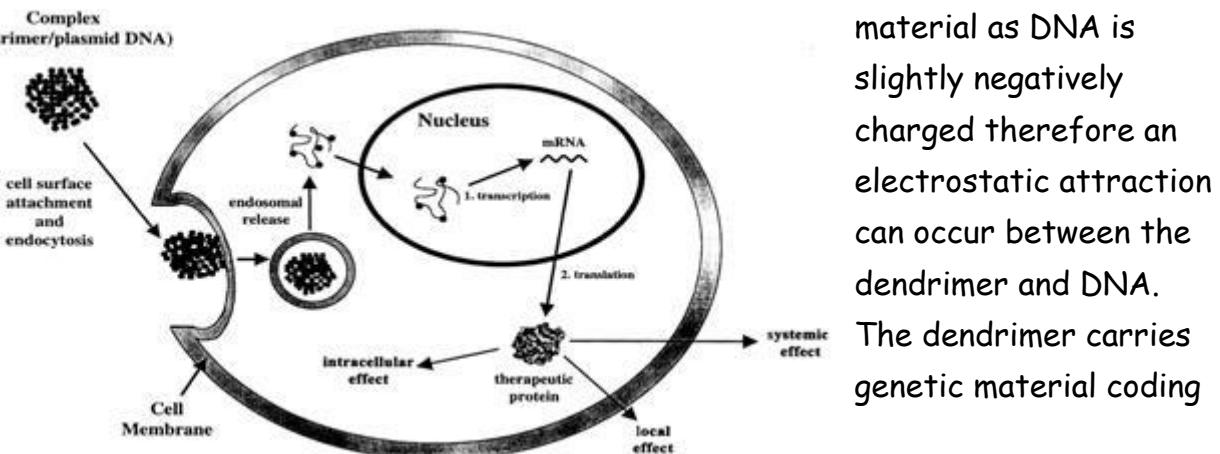 Complex
rimer/plasmid DNA)
cell surface
attachment
and
endocytosis
endosomal
release
Nucleus
mRNA
1. transcription
2. translation
intracellular
effect
therapeutic
protein
systemic
effect
local
effect
Cell
Membrane
material as DNA is
slightly negatively
charged therefore an
electrostatic attraction
can occur between the
dendrimer and DNA.
The dendrimer carries
genetic material coding